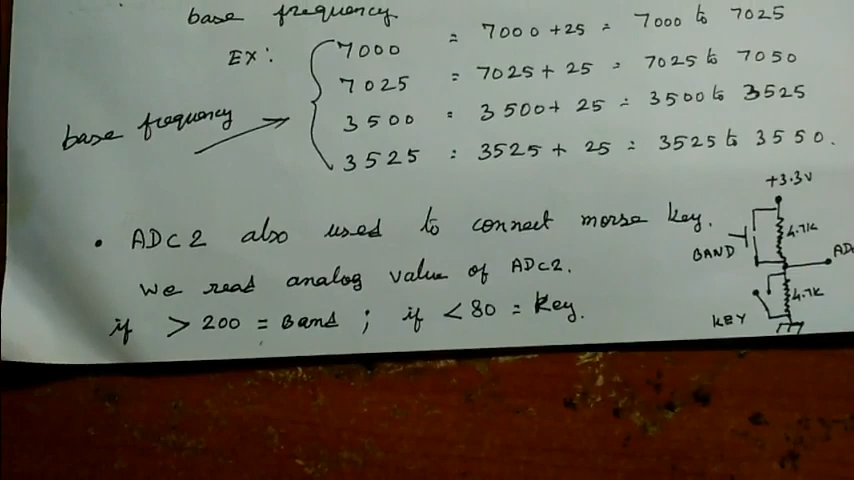 base frequency
EX: 7000 = 7000 + 25 = 7000 to 7025
7025 = 7025 + 25 = 7025 to 7050
base frequency
3500 = 3500 + 25 = 3500 to 3525
3525 = 3525 + 25 = 3525 to 3550.
• ADC2 also used to connect morse key.
we read analog value of ADC2.
if > 200 = Band ; if < 80 = key.
+3.3V
4.7K
BAND
AD
4.7K
KEY